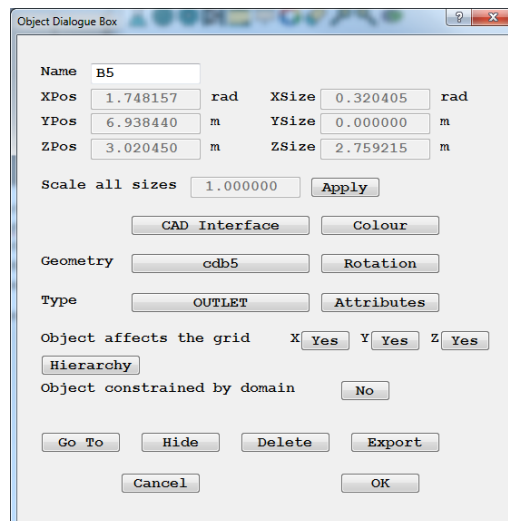 Object Dialogue Box
Name B5
XPos 1.748157 rad XSize 0.320405 rad
YPos 6.938440 m YSize 0.000000 m
ZPos 3.020450 m ZSize 2.759215 m
Scale all sizes 1.000000 Apply
CAD Interface Colour
Geometry cdb5 Rotation
Type OUTLET Attributes
Object affects the grid X Yes Y Yes Z Yes
Hierarchy
Object constrained by domain No
Go To Hide Delete Export
Cancel OK